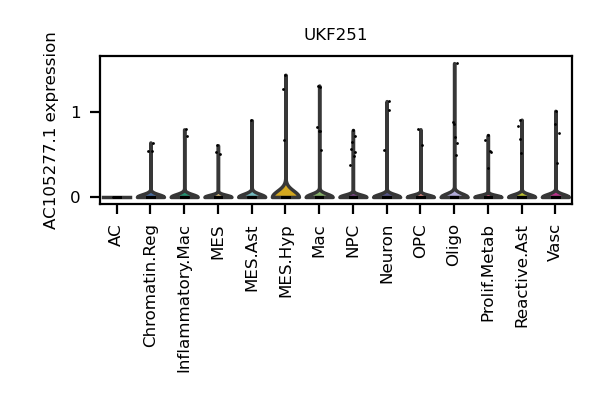 UKF251
AC105277.1 expression
1
0
AC
Chromatin.Reg
Inflammatory.Mac
MES
MES.Ast
MES.Hyp
Mac
NPC
Neuron
OPC
Oligo
Prolif.Metab
Reactive.Ast
Vasc